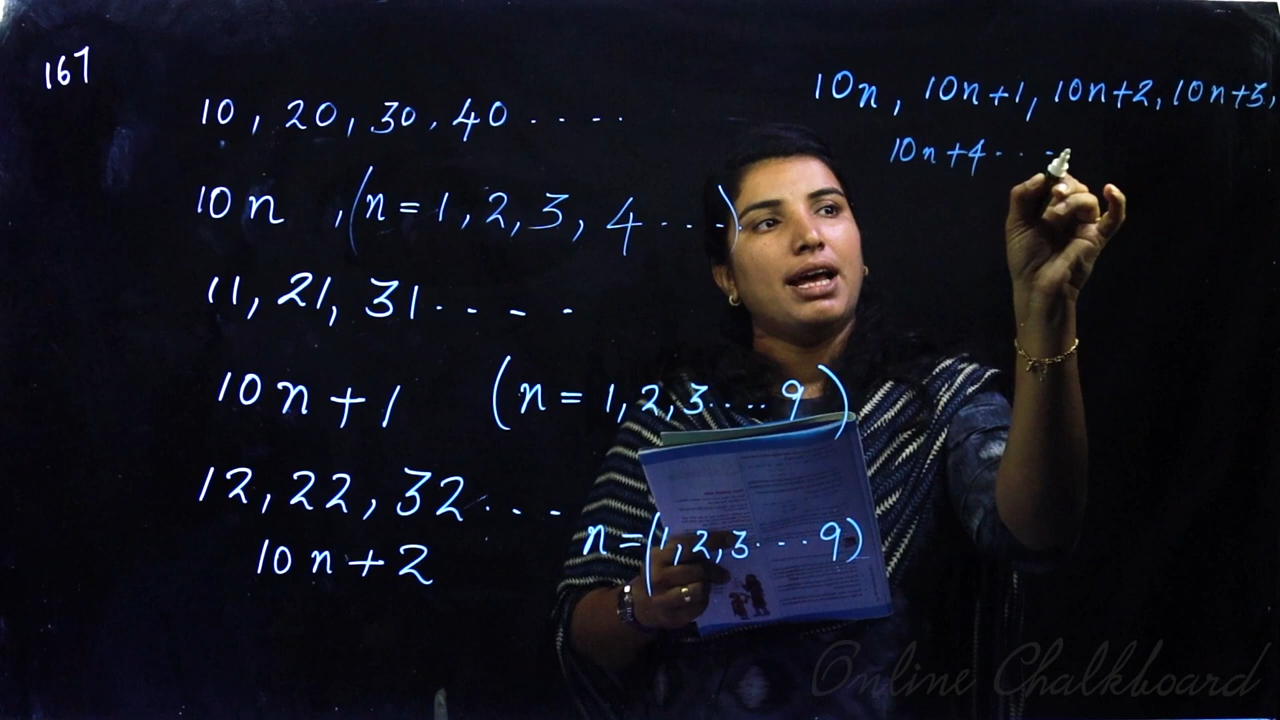 167
10, 20, 30, 40 ....
10n , (n = 1, 2, 3, 4 ...)
11, 21, 31 ....
10n+1 (n = 1, 2, 3 .... 9)
12, 22, 32 ...
10n+2 n = (1, 2, 3 ... 9)
10n, 10n+1, 10n+2, 10n+3,
10n+4 ...
Online Chalkboard